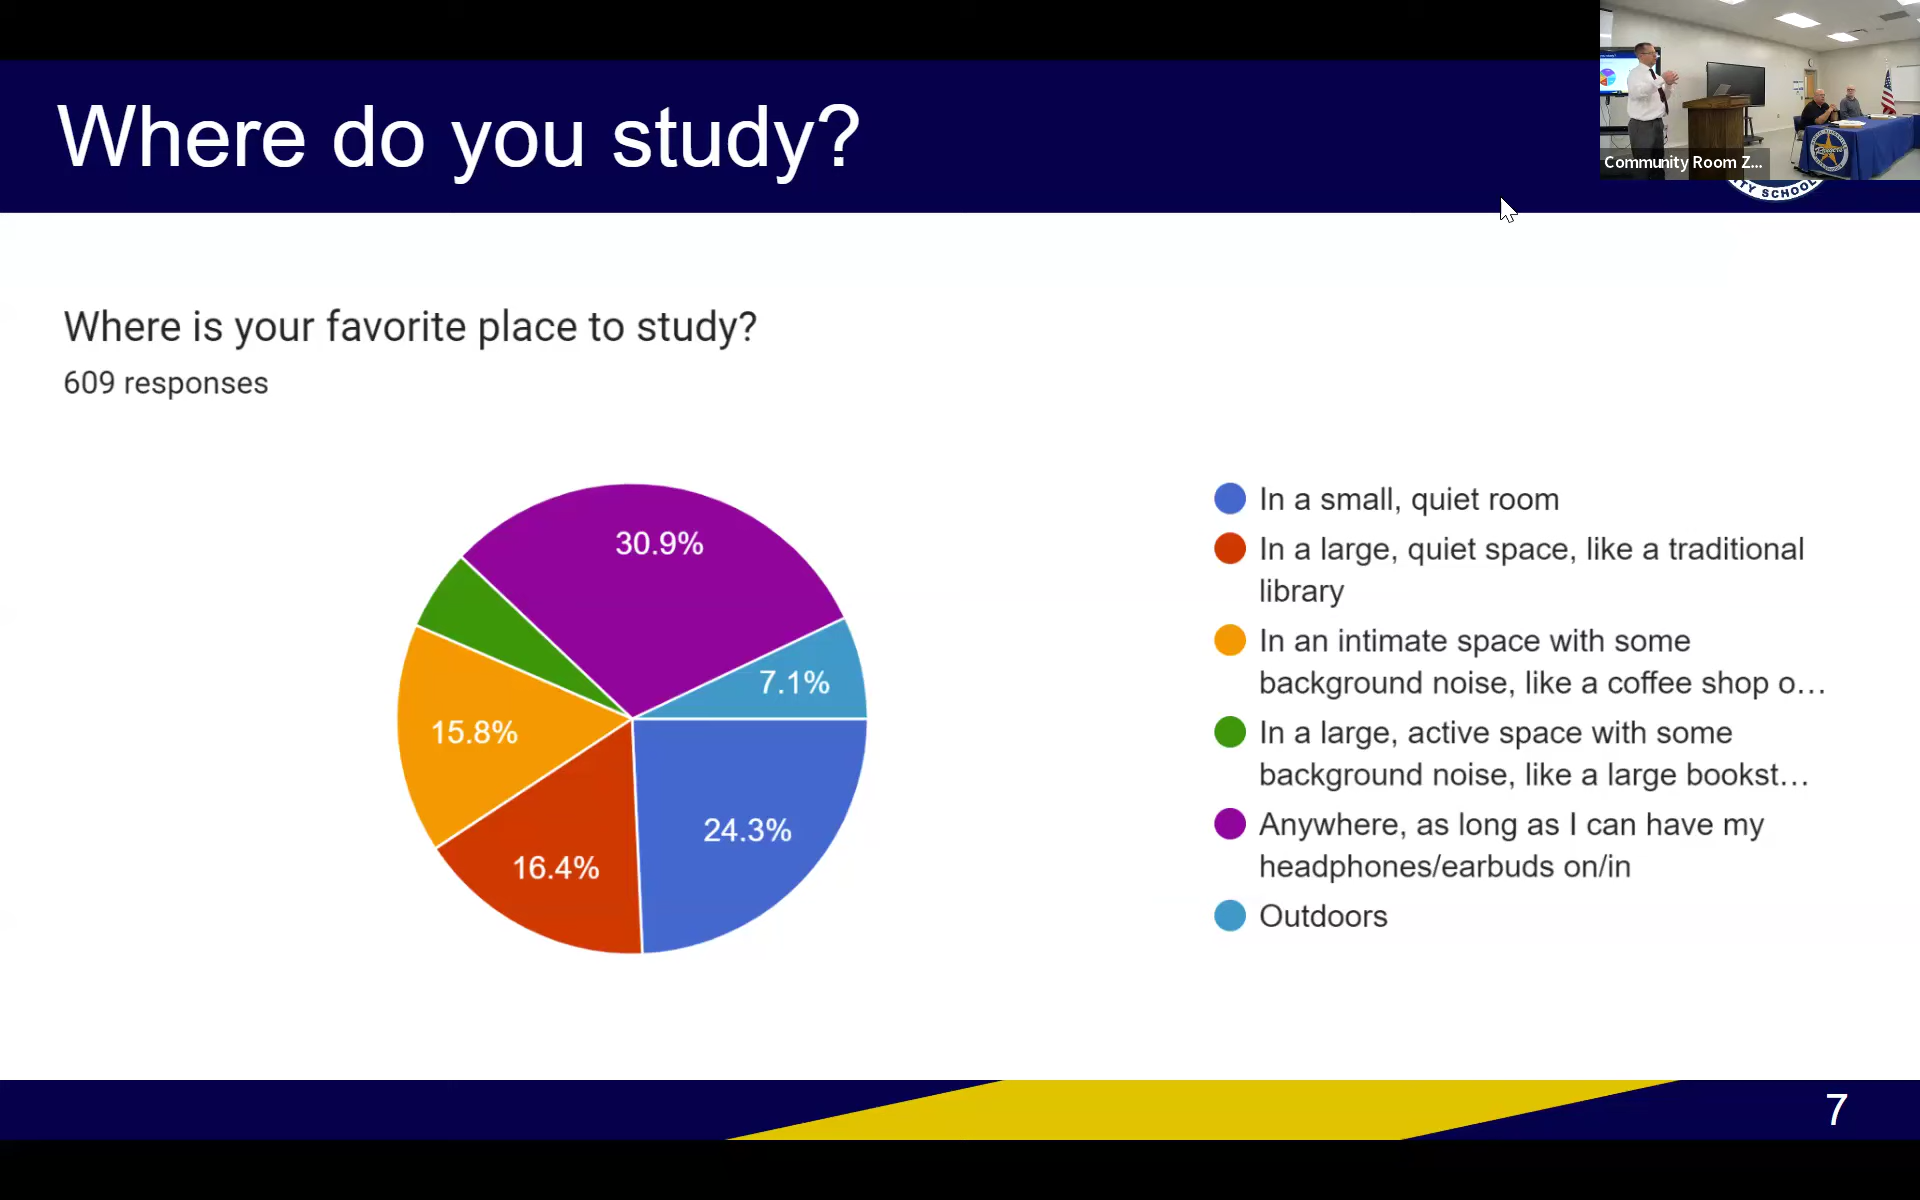 Where do you study?
Community Room Z...
TY SCHOOL
Where is your favorite place to study?
609 responses
30.9%
7.1%
15.8%
24.3%
16.4%
In a small, quiet room
In a large, quiet space, like a traditional
library
In an intimate space with some
background noise, like a coffee shop o...
In a large, active space with some
background noise, like a large bookst...
Anywhere, as long as I can have my
headphones/earbuds on/in
Outdoors
7